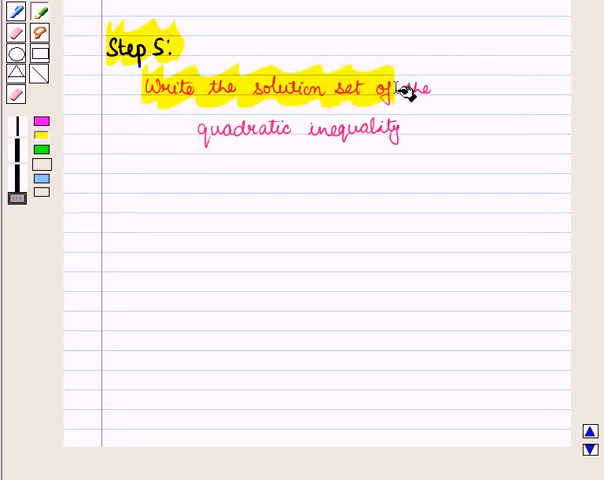 Step 5:
Write the solution set of the
quadratic inequality